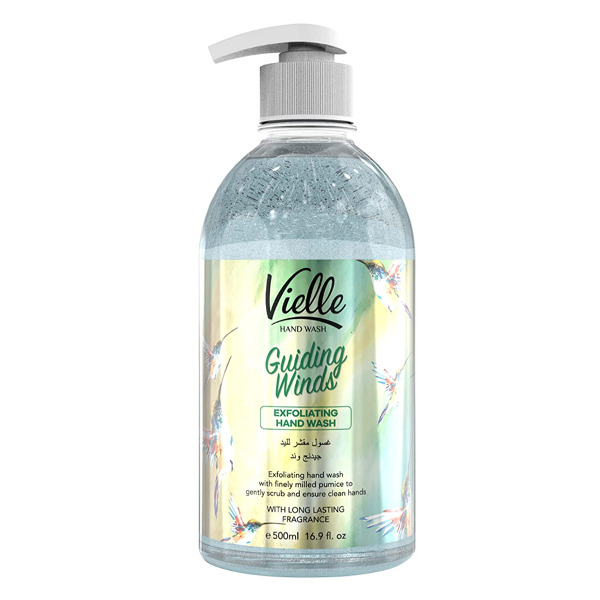 Vielle
HAND WASH
Guiding
Winds
EXFOLIATING
HAND WASH
غسول مقشر لليد
جيدنج وند
Exfoliating hand wash
with finely milled pumice to
gently scrub and ensure clean hands
WITH LONG LASTING
FRAGRANCE
e 500ml 16.9 fl. oz